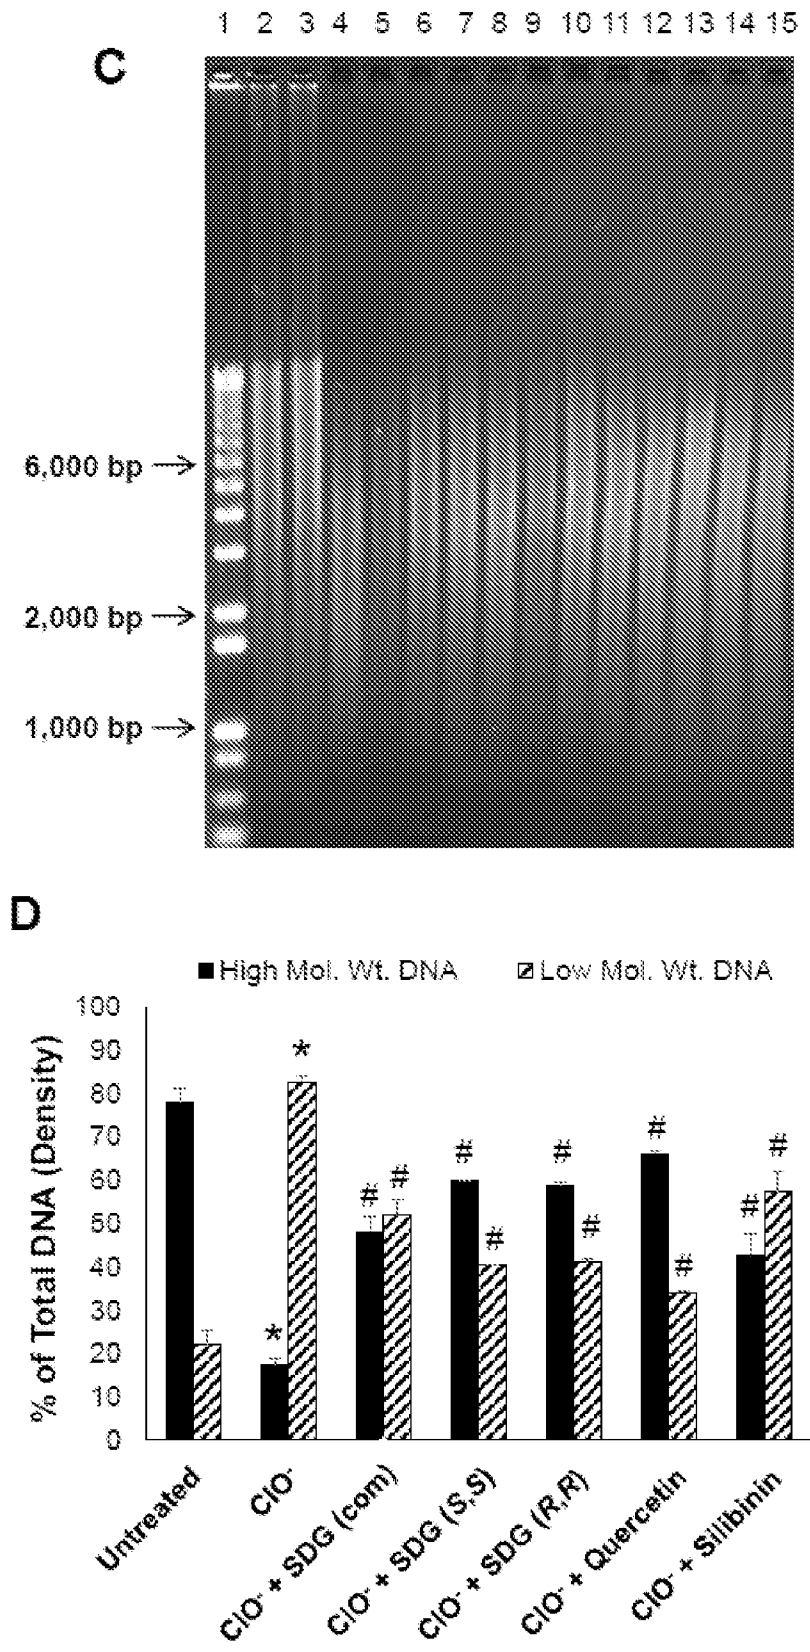 1 2 3 4 5 6 7 8 9 10 11 12 13 14 15
C
6,000 bp →
2,000 bp →
1,000 bp →
D
High Mol. Wt. DNA Low Mol. Wt. DNA
% of Total DNA (Density)
100
90
80
70
60
50
40
30
20
10
0
* *
# #
# #
# #
# #
# #
Untreated
ClO-
ClO- + SDG (com)
ClO- + SDG (S,S)
ClO- + SDG (R,R)
ClO- + Quercetin
ClO- + Silibinin